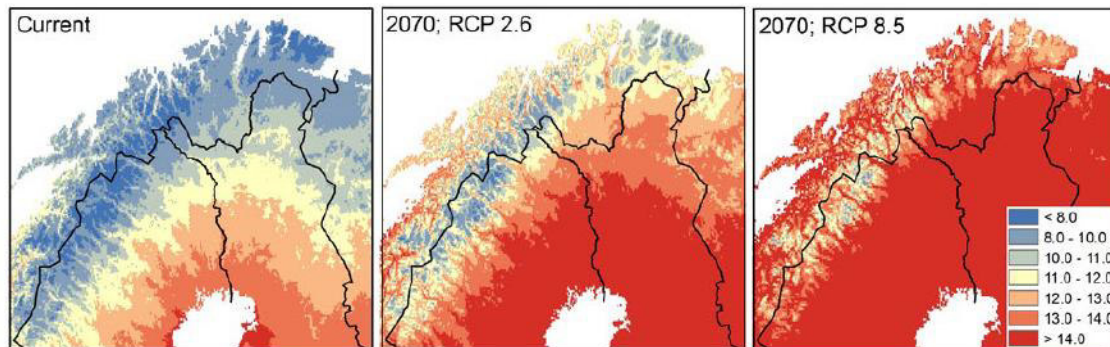 Current
2070; RCP 2.6
2070; RCP 8.5
< 8.0
8.0 - 10.0
10.0 - 11.0
11.0 - 12.0
12.0 - 13.0
13.0 - 14.0
> 14.0